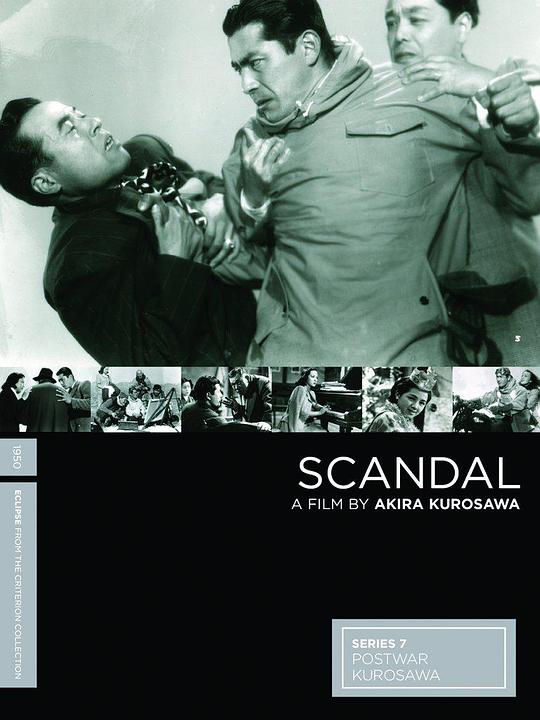 SCANDAL
A FILM BY AKIRA KUROSAWA
1950
ECLIPSE FROM THE CRITERION COLLECTION
SERIES 7
POSTWAR
KUROSAWA